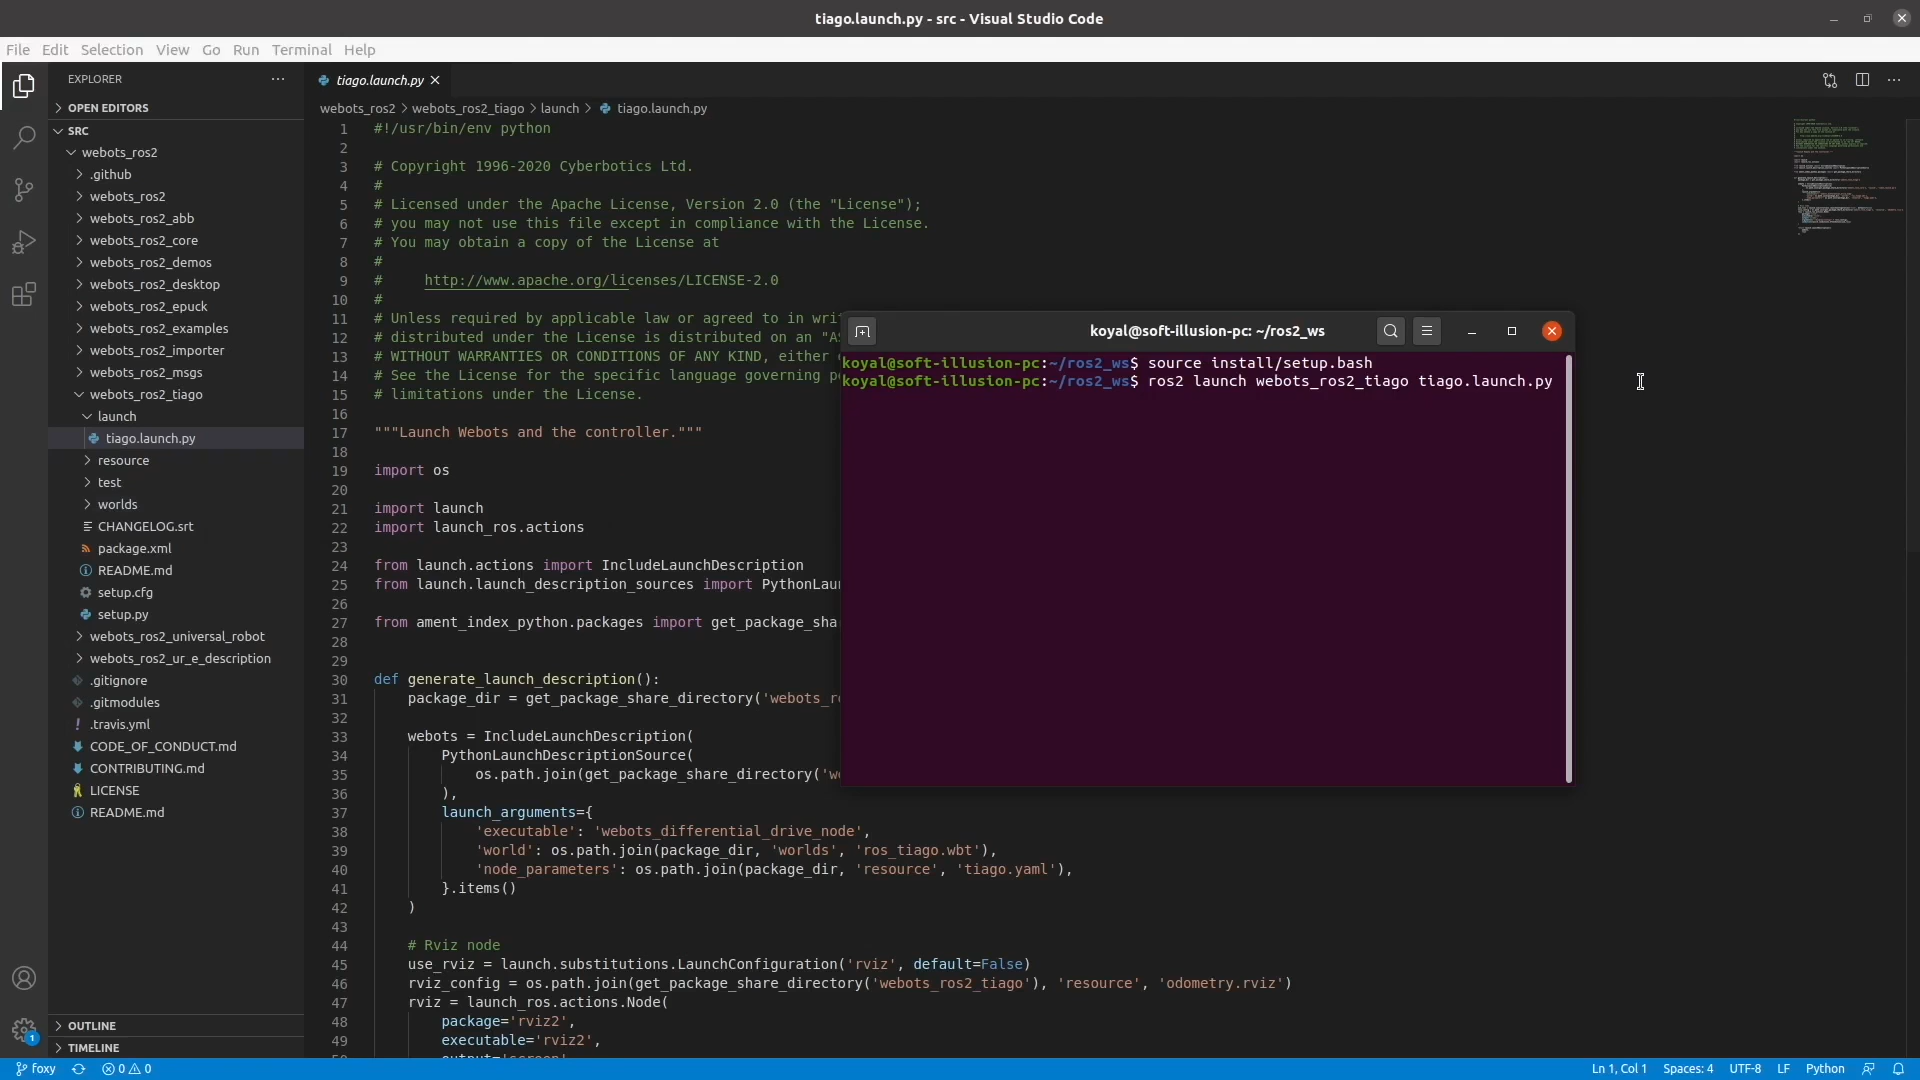 tiago.launch.py - src - Visual Studio Code
File Edit Selection View Go Run Terminal Help
EXPLORER
OPEN EDITORS
SRC
webots_ros2
.github
webots_ros2
webots_ros2_abb
webots_ros2_core
webots_ros2_demos
webots_ros2_desktop
webots_ros2_epuck
webots_ros2_examples
webots_ros2_importer
webots_ros2_msgs
webots_ros2_tiago
launch
tiago.launch.py
resource
test
worlds
CHANGELOG.srt
package.xml
README.md
setup.cfg
setup.py
webots_ros2_universal_robot
webots_ros2_ur_e_description
.gitignore
.gitmodules
.travis.yml
CODE_OF_CONDUCT.md
CONTRIBUTING.md
LICENSE
README.md
OUTLINE
TIMELINE
tiago.launch.py
webots_ros2 > webots_ros2_tiago > launch > tiago.launch.py
1 #!/usr/bin/env python
2
3 # Copyright 1996-2020 Cyberbotics Ltd.
4 #
5 # Licensed under the Apache License, Version 2.0 (the "License");
6 # you may not use this file except in compliance with the License.
7 # You may obtain a copy of the License at
8 #
9 #     http://www.apache.org/licenses/LICENSE-2.0
10 #
11 # Unless required by applicable law or agreed to in wri
12 # distributed under the License is distributed on an "A
13 # WITHOUT WARRANTIES OR CONDITIONS OF ANY KIND, either
14 # See the License for the specific language governing p
15 # limitations under the License.
16
17 """Launch Webots and the controller."""
18
19 import os
20
21 import launch
22 import launch_ros.actions
23
24 from launch.actions import IncludeLaunchDescription
25 from launch.launch_description_sources import PythonLau
26
27 from ament_index_python.packages import get_package_sha
28
29
30 def generate_launch_description():
31     package_dir = get_package_share_directory('webots_r
32
33     webots = IncludeLaunchDescription(
34         PythonLaunchDescriptionSource(
35             os.path.join(get_package_share_directory('w
36         ),
37         launch_arguments={
38             'executable': 'webots_differential_drive_node',
39             'world': os.path.join(package_dir, 'worlds', 'ros_tiago.wbt'),
40             'node_parameters': os.path.join(package_dir, 'resource', 'tiago.yaml'),
41         }.items()
42     )
43
44     # Rviz node
45     use_rviz = launch.substitutions.LaunchConfiguration('rviz', default=False)
46     rviz_config = os.path.join(get_package_share_directory('webots_ros2_tiago'), 'resource', 'odometry.rviz')
47     rviz = launch_ros.actions.Node(
48         package='rviz2',
49         executable='rviz2',
koyal@soft-illusion-pc: ~/ros2_ws
koyal@soft-illusion-pc:~/ros2_ws$ source install/setup.bash
koyal@soft-illusion-pc:~/ros2_ws$ ros2 launch webots_ros2_tiago tiago.launch.py
1
foxy 0 0 Ln 1, Col 1 Spaces: 4 UTF-8 LF Python